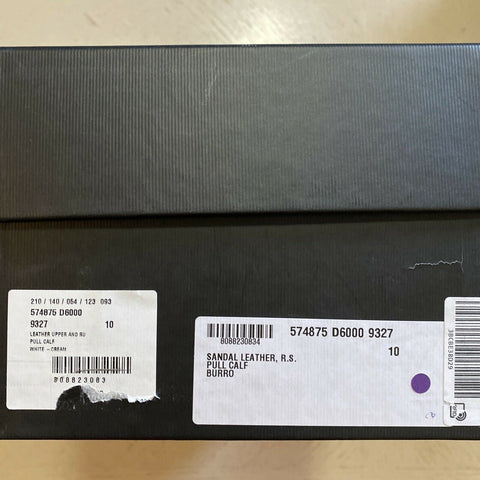 210 / 140 / 054 / 123 093
574875 D6000
9327 10
LEATHER UPPER AND RU
PULL CALF
WHITE - CREAM
808823083
8088230834
574875 D6000 9327
10
SANDAL LEATHER, R.S.
PULL CALF
BURRO